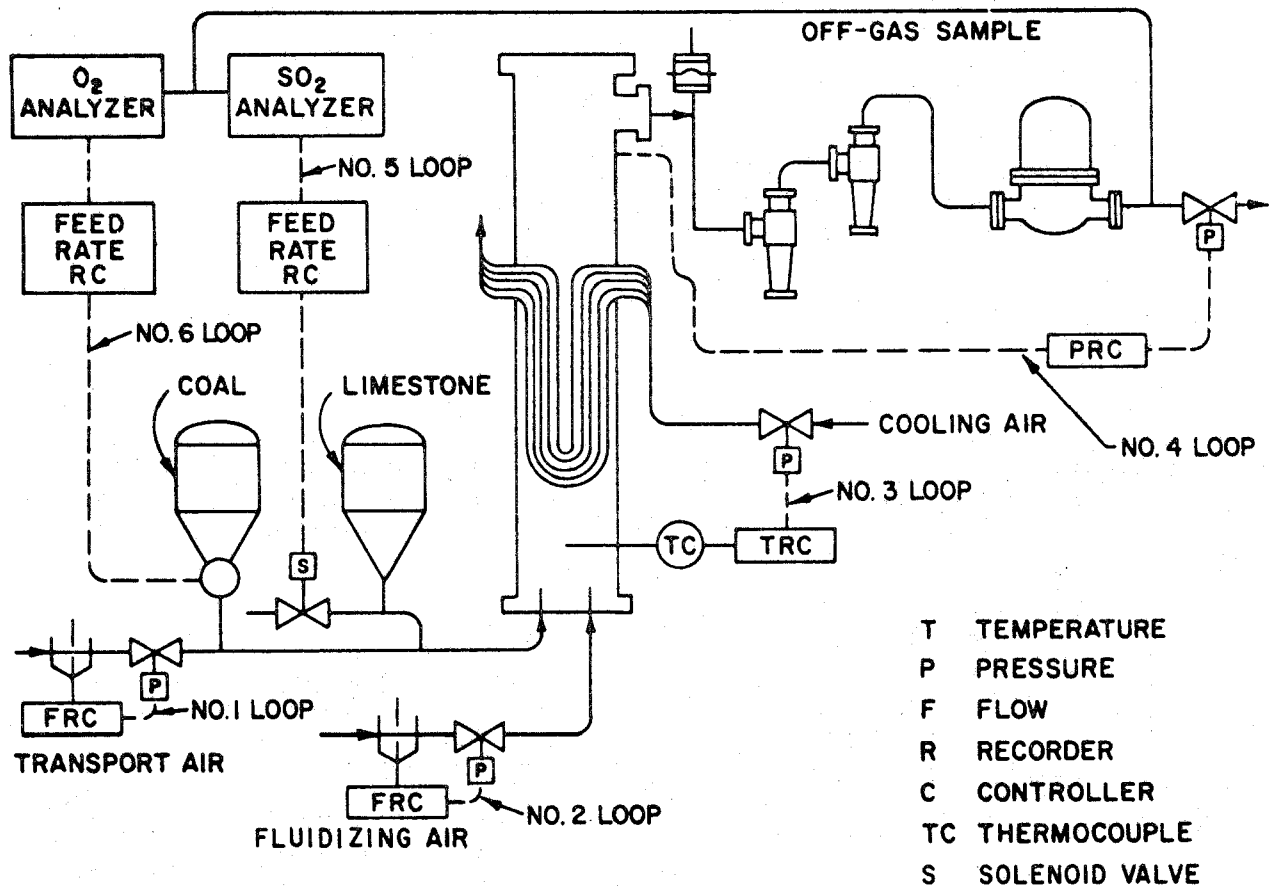 OFF-GAS SAMPLE
O2
ANALYZER
SO2
ANALYZER
NO. 5 LOOP
FEED
RATE
RC
FEED
RATE
RC
P
NO. 6 LOOP
PRC
COAL
LIMESTONE
COOLING AIR
NO. 4 LOOP
P
NO. 3 LOOP
S
TC
TRC
P
FRC
NO. 1 LOOP
TRANSPORT AIR
P
FRC
NO. 2 LOOP
FLUIDIZING AIR
T TEMPERATURE
P PRESSURE
F FLOW
R RECORDER
C CONTROLLER
TC THERMOCOUPLE
S SOLENOID VALVE